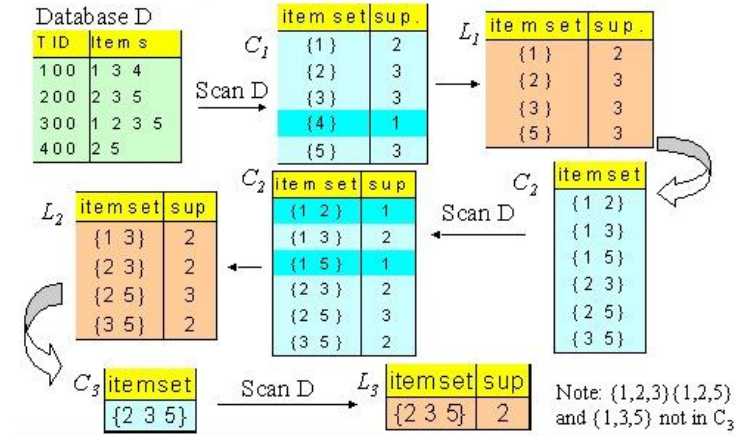 Database D
TID Items
100 1 3 4
200 2 3 5
300 1 2 3 5
400 2 5
Scan D
C1
itemset sup.
{1} 2
{2} 3
{3} 3
{4} 1
{5} 3
L1
itemset sup.
{1} 2
{2} 3
{3} 3
{5} 3
C2
itemset
{1 2}
{1 3}
{1 5}
{2 3}
{2 5}
{3 5}
Scan D
C2
itemset sup
{1 2} 1
{1 3} 2
{1 5} 1
{2 3} 2
{2 5} 3
{3 5} 2
L2
itemset sup
{1 3} 2
{2 3} 2
{2 5} 3
{3 5} 2
C3
itemset
{2 3 5}
Scan D
L3
itemset sup
{2 3 5} 2
Note: {1,2,3}{1,2,5}
and {1,3,5} not in C3